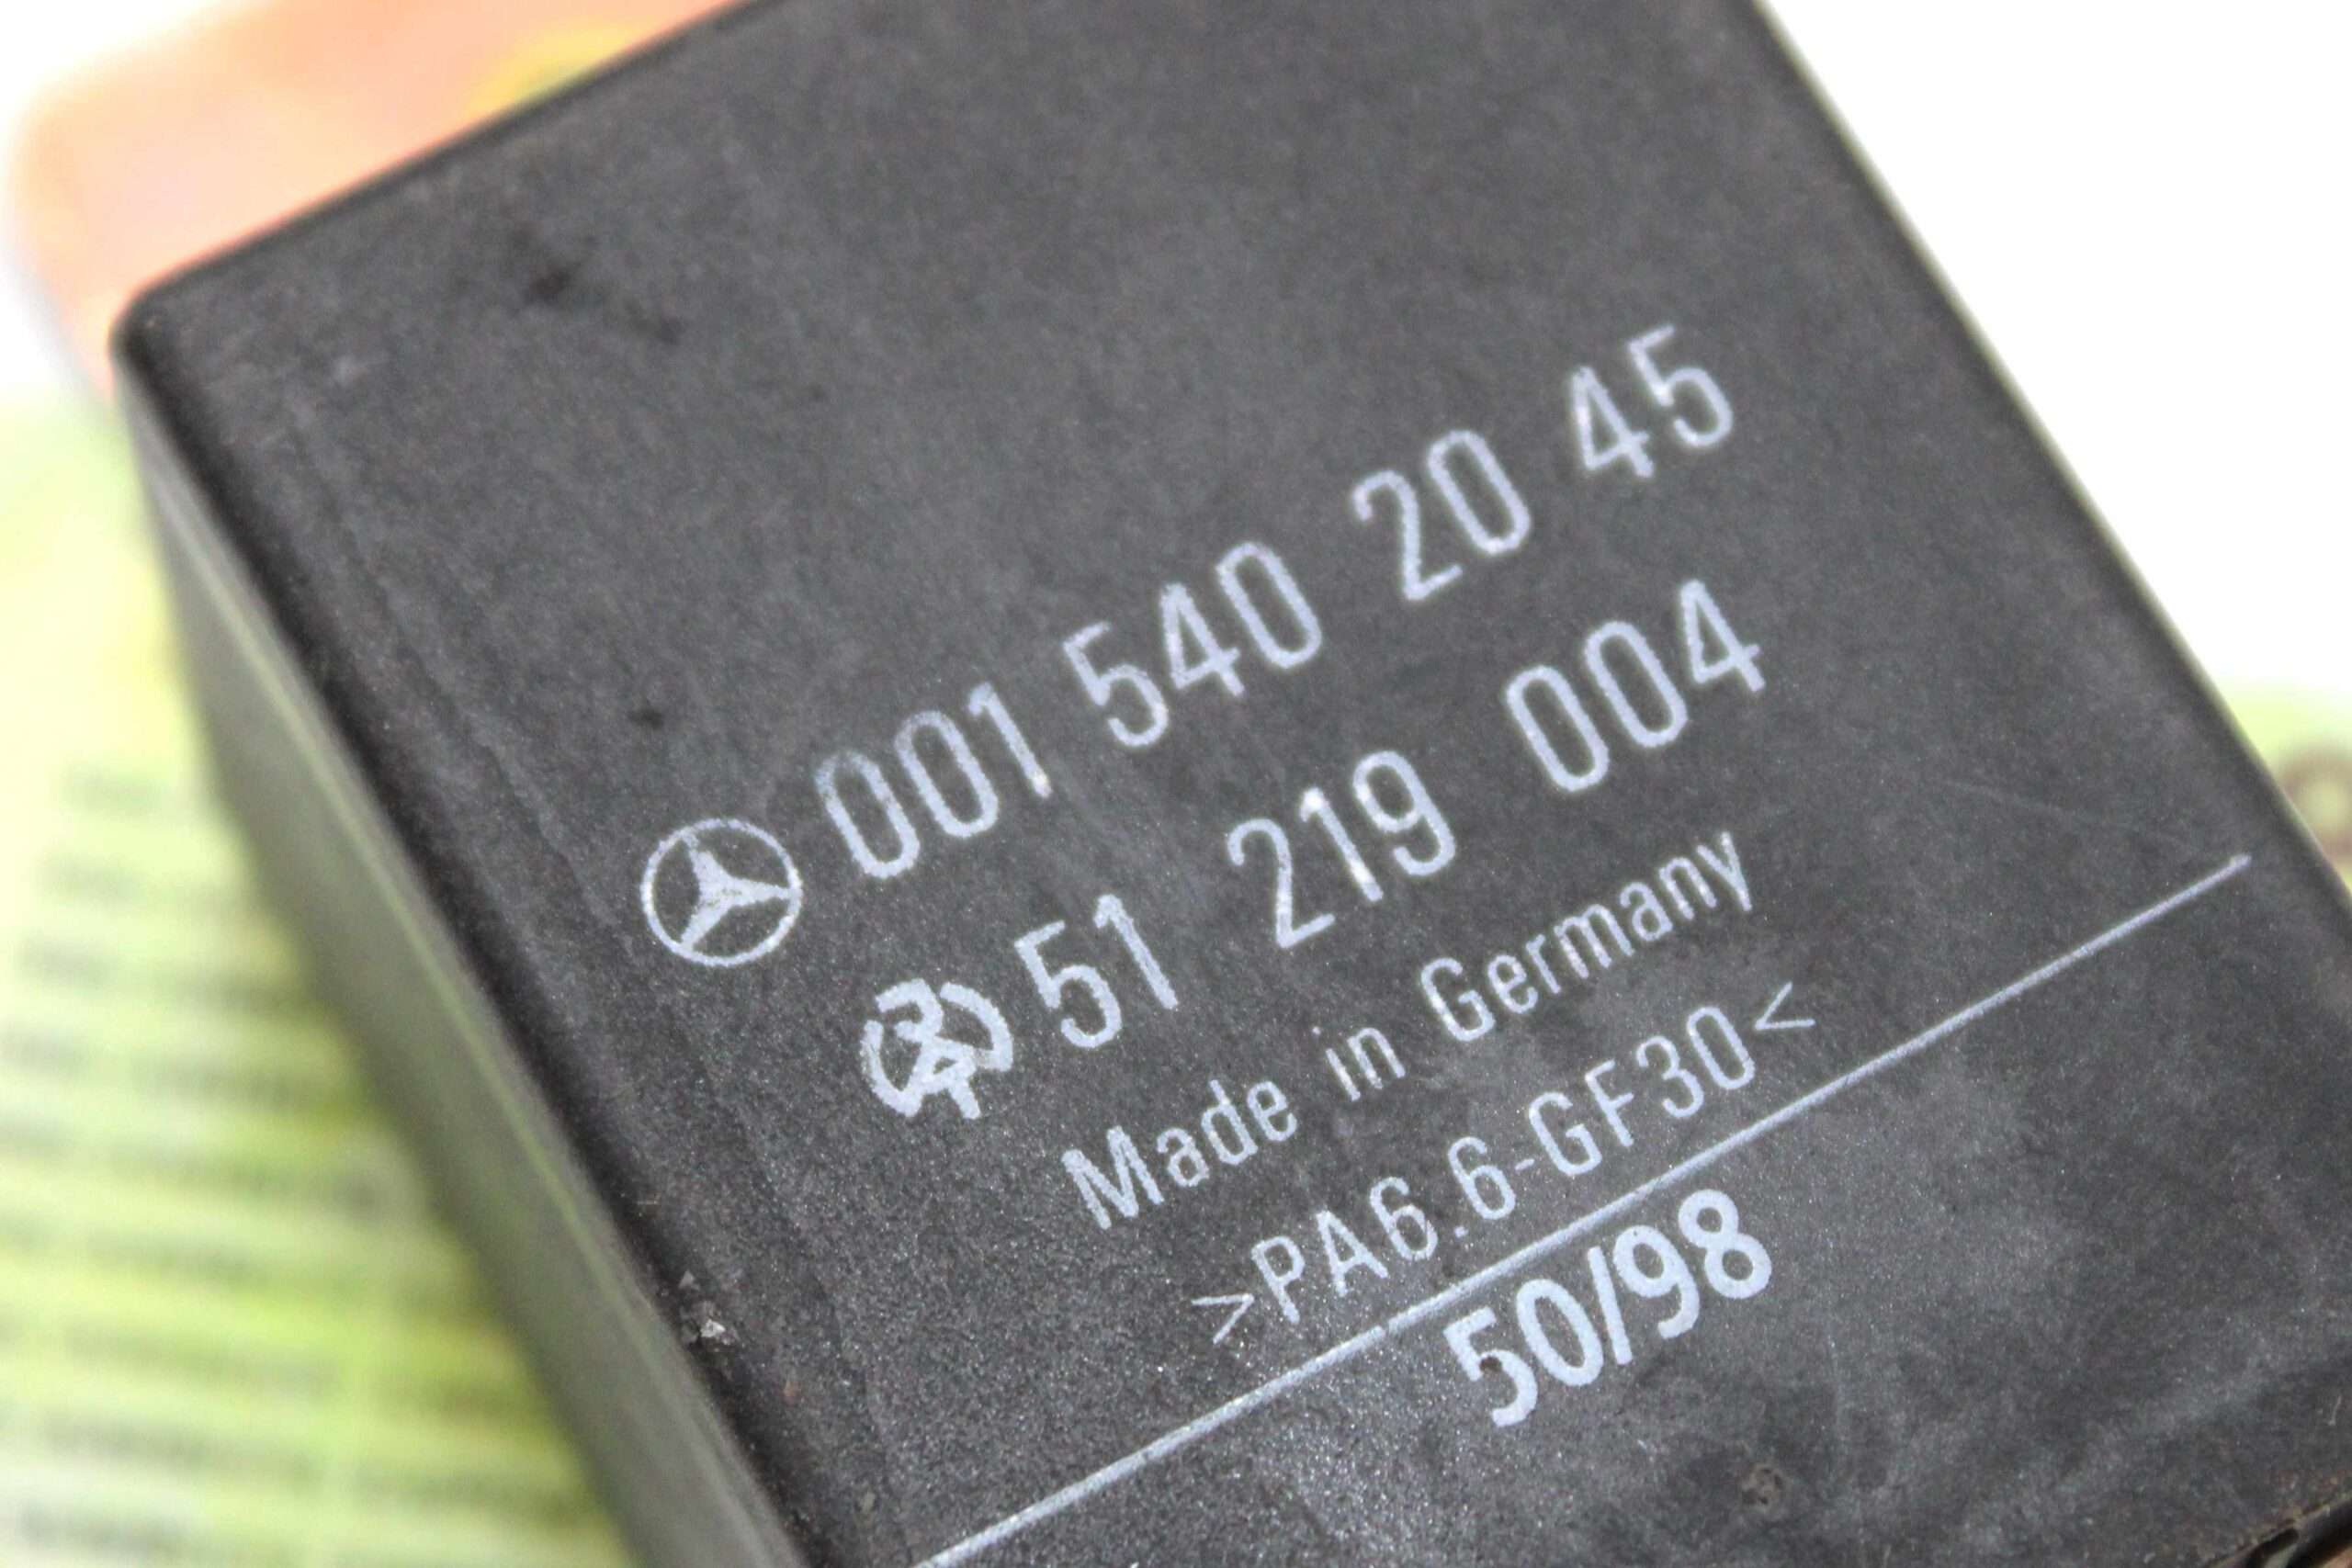 001 540 20 45
51 219 004
Made in Germany
>PA6.6-GF30<
50/98